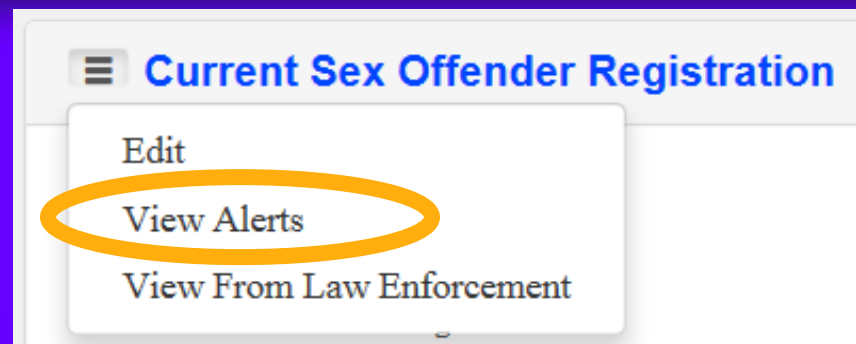 Current Sex Offender Registration
Edit
View Alerts
View From Law Enforcement